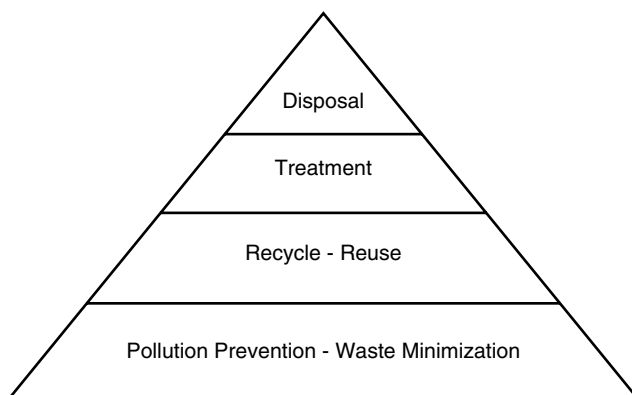 Disposal
Treatment
Recycle - Reuse
Pollution Prevention - Waste Minimization